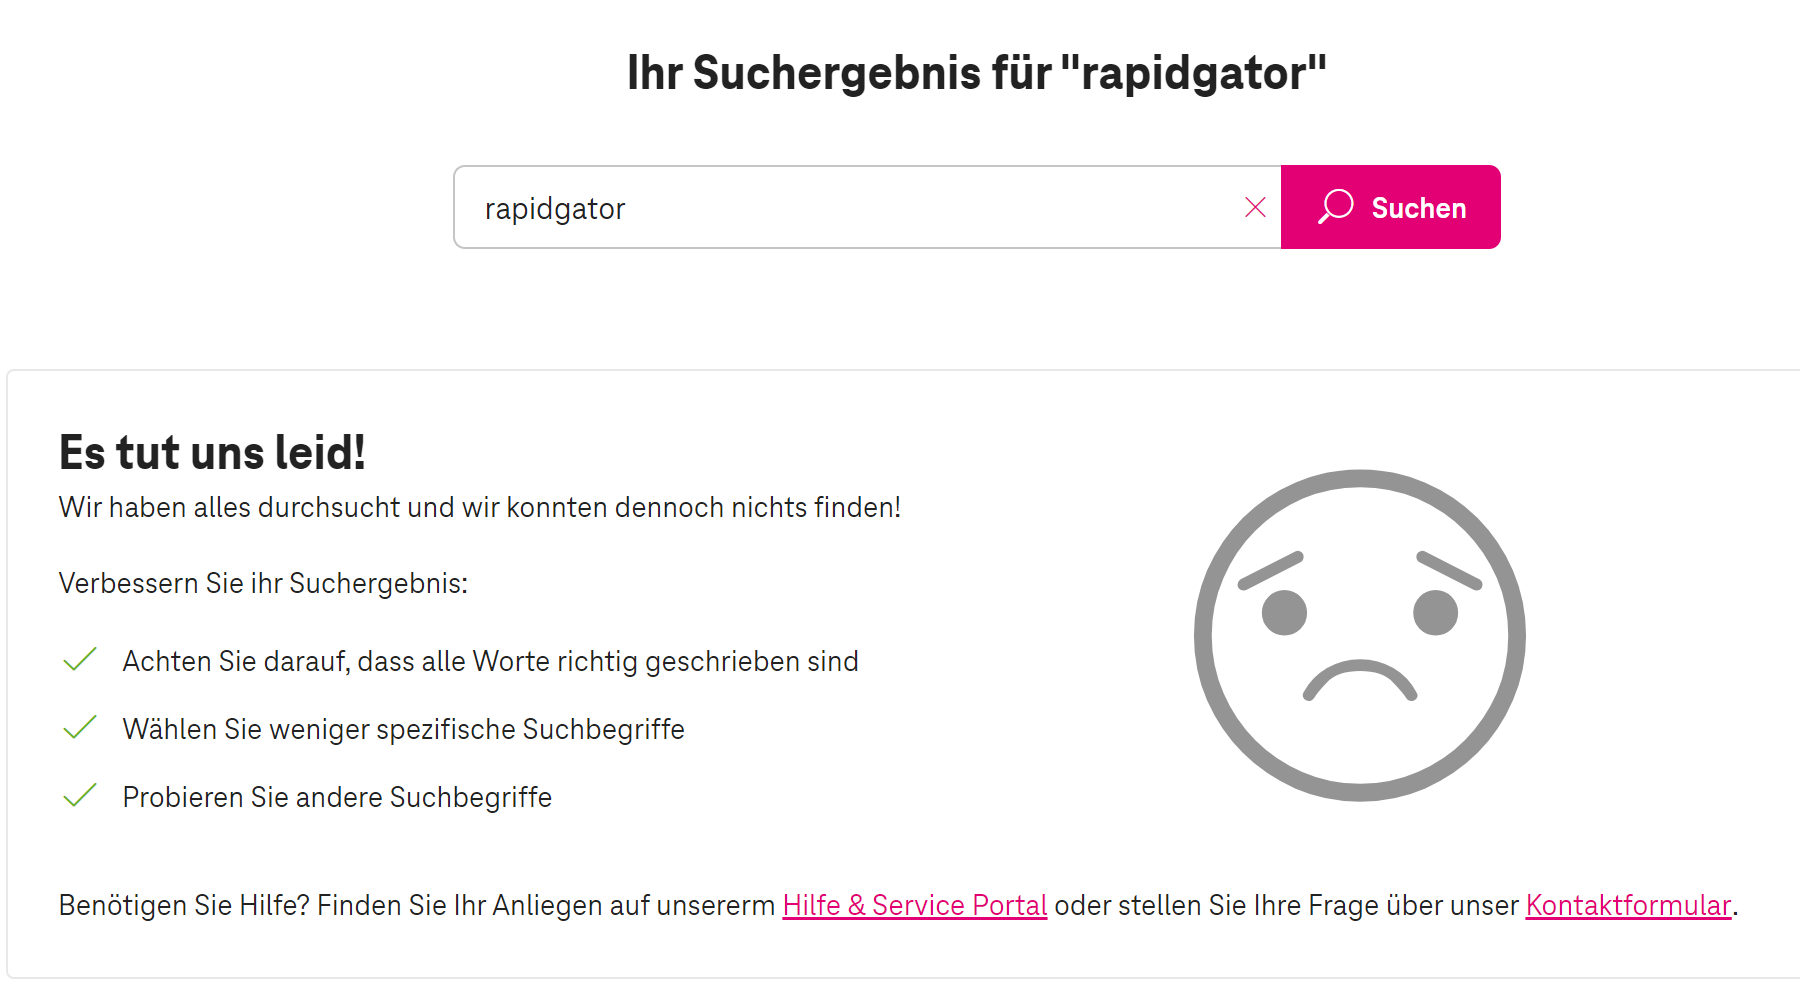 Ihr Suchergebnis für "rapidgator"
rapidgator
Suchen
Es tut uns leid!
Wir haben alles durchsucht und wir konnten dennoch nichts finden!
Verbessern Sie ihr Suchergebnis:
Achten Sie darauf, dass alle Worte richtig geschrieben sind
Wählen Sie weniger spezifische Suchbegriffe
Probieren Sie andere Suchbegriffe
Benötigen Sie Hilfe? Finden Sie Ihr Anliegen auf unsererm Hilfe & Service Portal oder stellen Sie Ihre Frage über unser Kontaktformular.